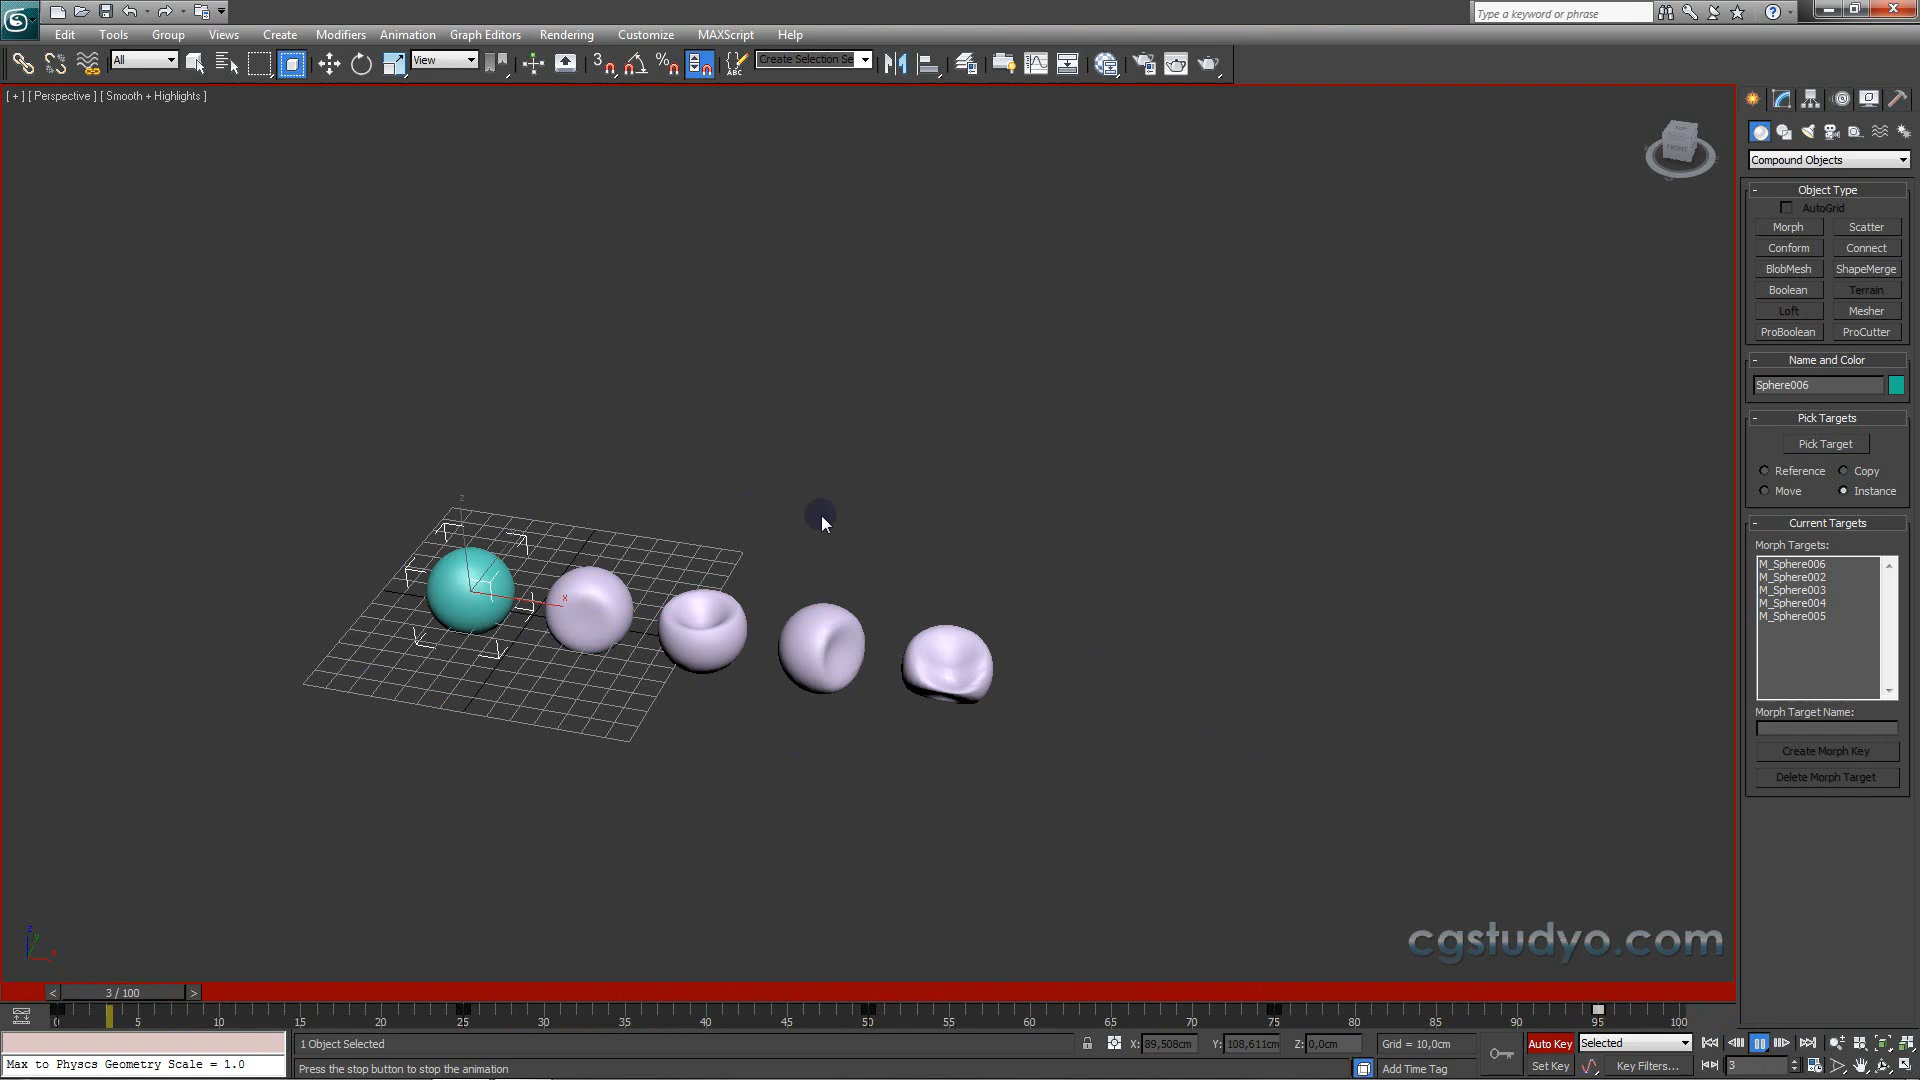 Type a keyword or phrase
Edit Tools Group Views Create Modifiers Animation Graph Editors Rendering Customize MAXScript Help
All View Create Selection Se
[ + ] [ Perspective ] [ Smooth + Highlights ]
TOP
FRONT
Compound Objects
- Object Type
AutoGrid
Morph Scatter
Conform Connect
BlobMesh ShapeMerge
Boolean Terrain
Loft Mesher
ProBoolean ProCutter
- Name and Color
Sphere006
- Pick Targets
Pick Target
Reference Copy
Move Instance
- Current Targets
Morph Targets:
M_Sphere006
M_Sphere002
M_Sphere003
M_Sphere004
M_Sphere005
Morph Target Name:
Create Morph Key
Delete Morph Target
z
x
cgstudyo.com
< 3 / 100 >
0 5 10 15 20 25 30 35 40 45 50 55 60 65 70 75 80 85 90 95 100
1 Object Selected X: 89,508cm Y: 108,611cm Z: 0,0cm Grid = 10,0cm Auto Key Selected
Max to Physcs Geometry Scale = 1.0 Press the stop button to stop the animation Add Time Tag Set Key Key Filters... 3